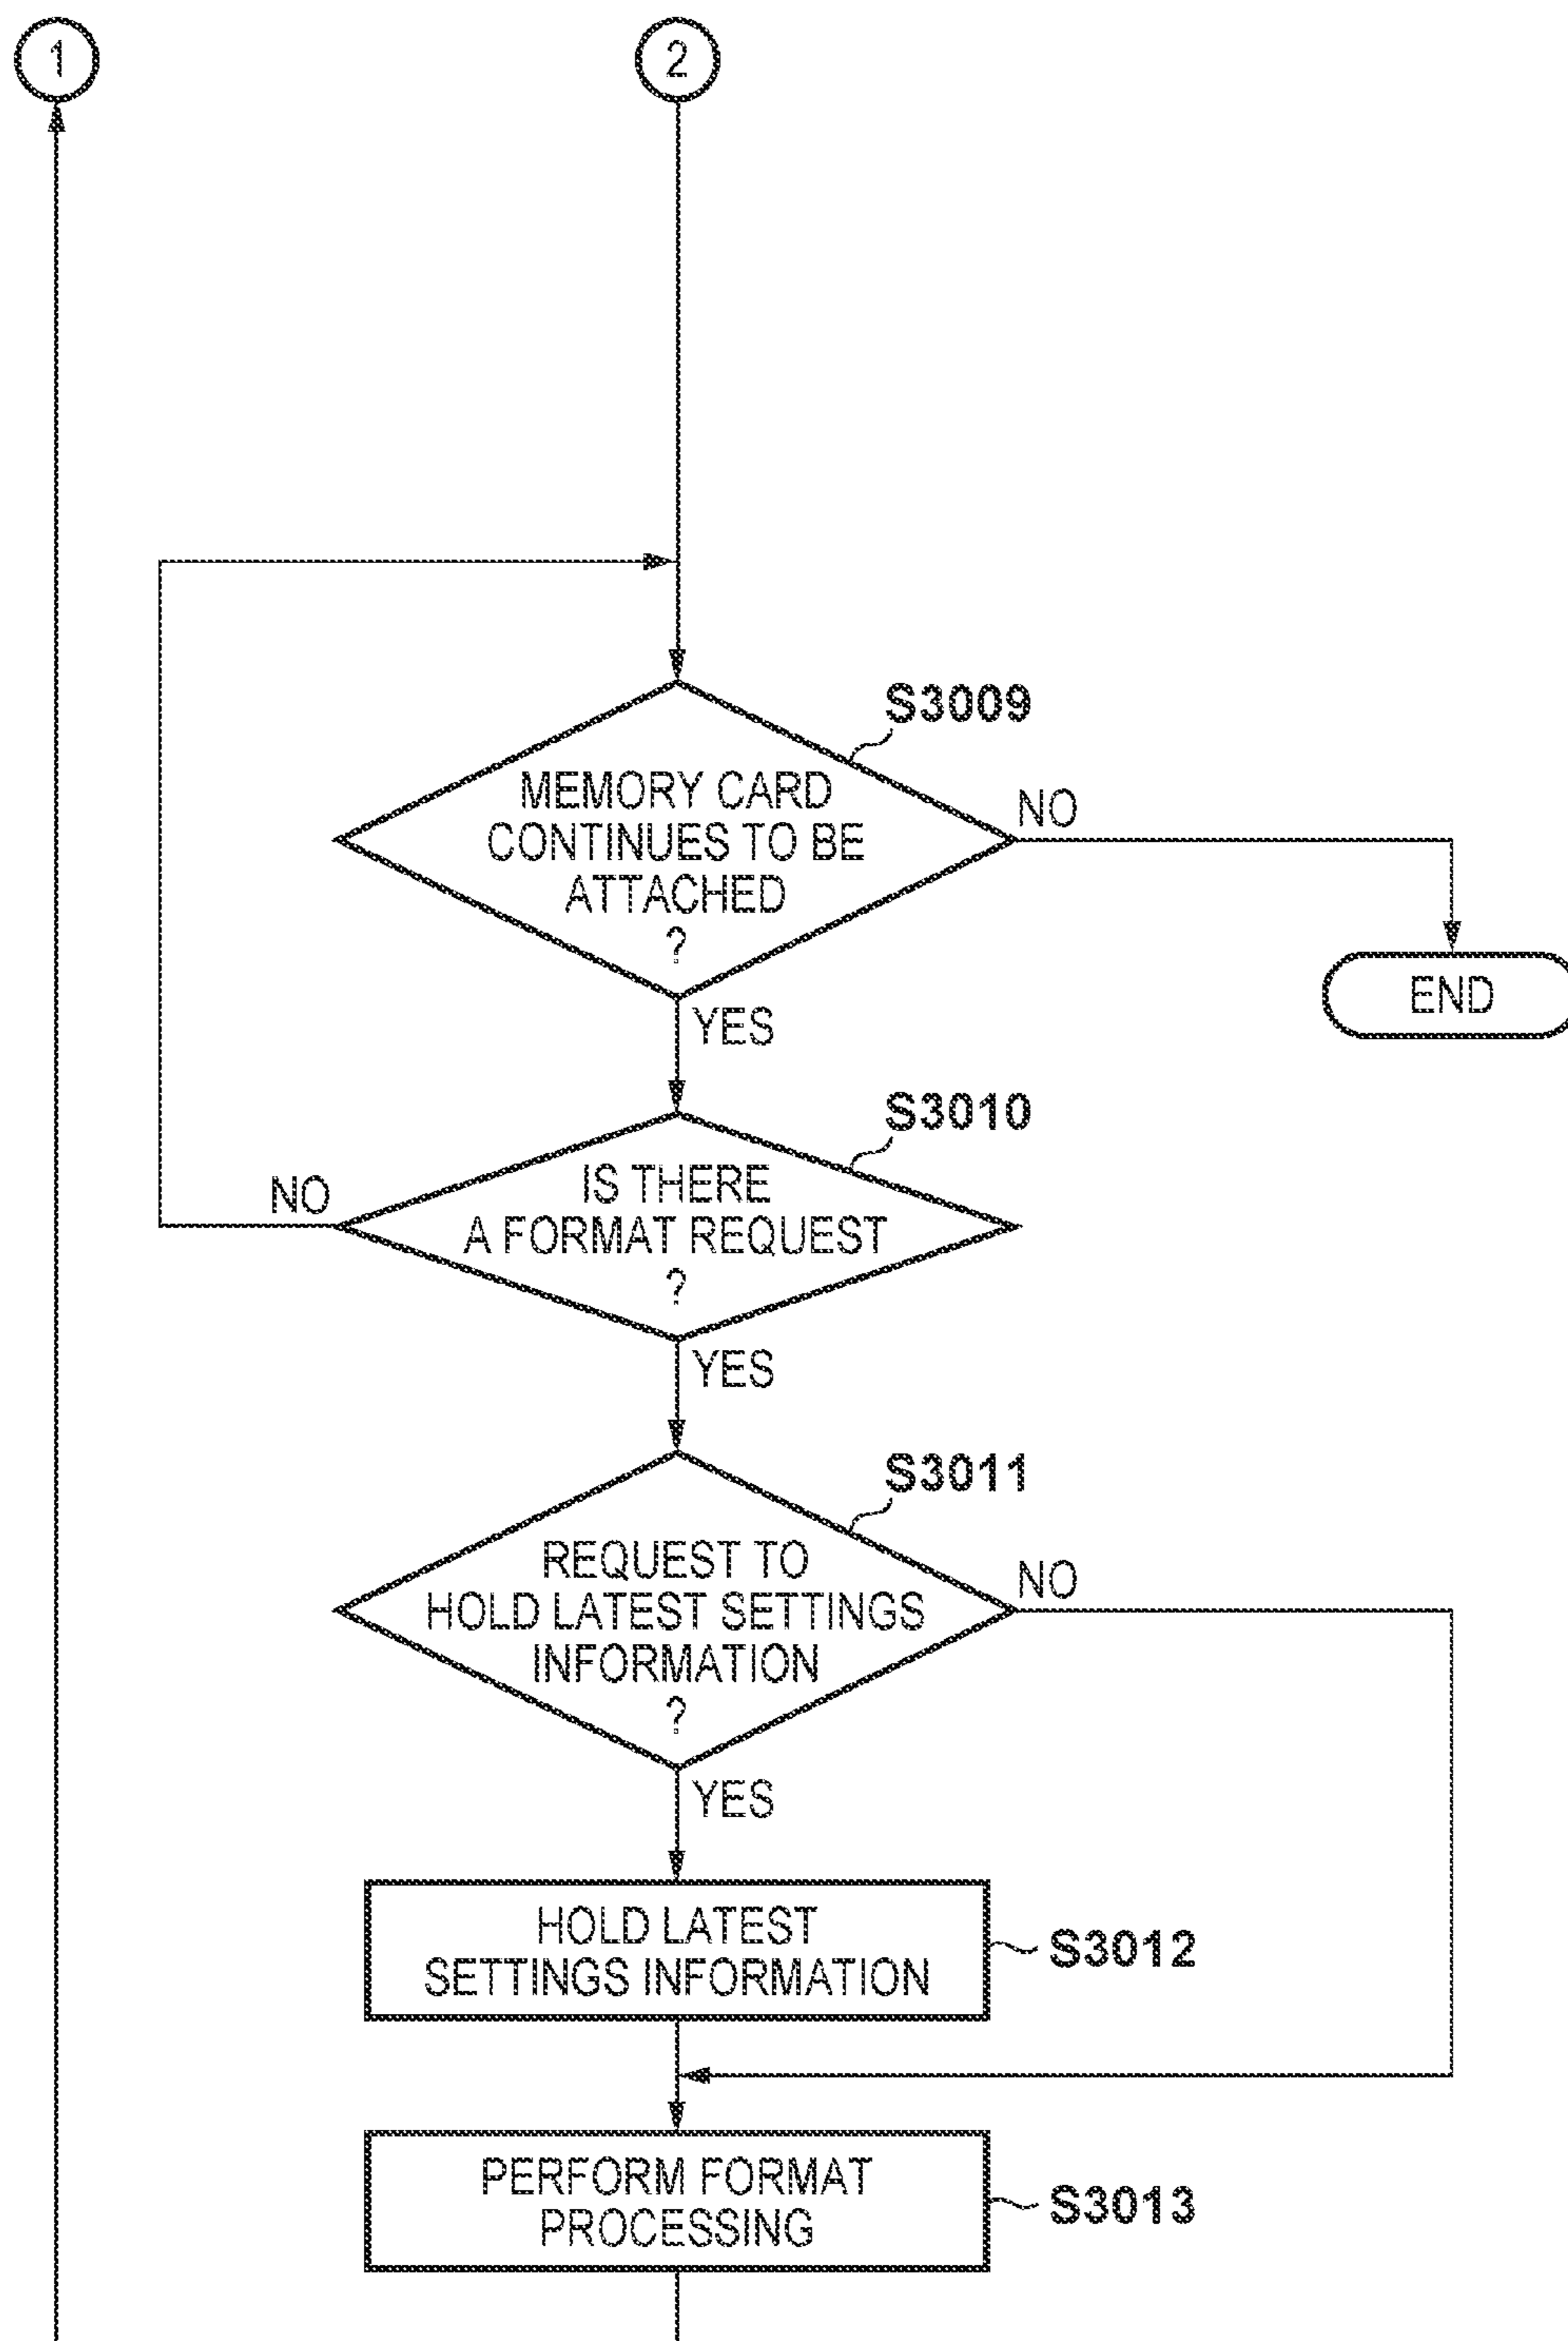 1
2
S3009
MEMORY CARD
CONTINUES TO BE
ATTACHED
?
NO
YES
END
S3010
IS THERE
A FORMAT REQUEST
?
NO
YES
S3011
REQUEST TO
HOLD LATEST SETTINGS
INFORMATION
?
NO
YES
HOLD LATEST
SETTINGS INFORMATION
S3012
PERFORM FORMAT
PROCESSING
S3013